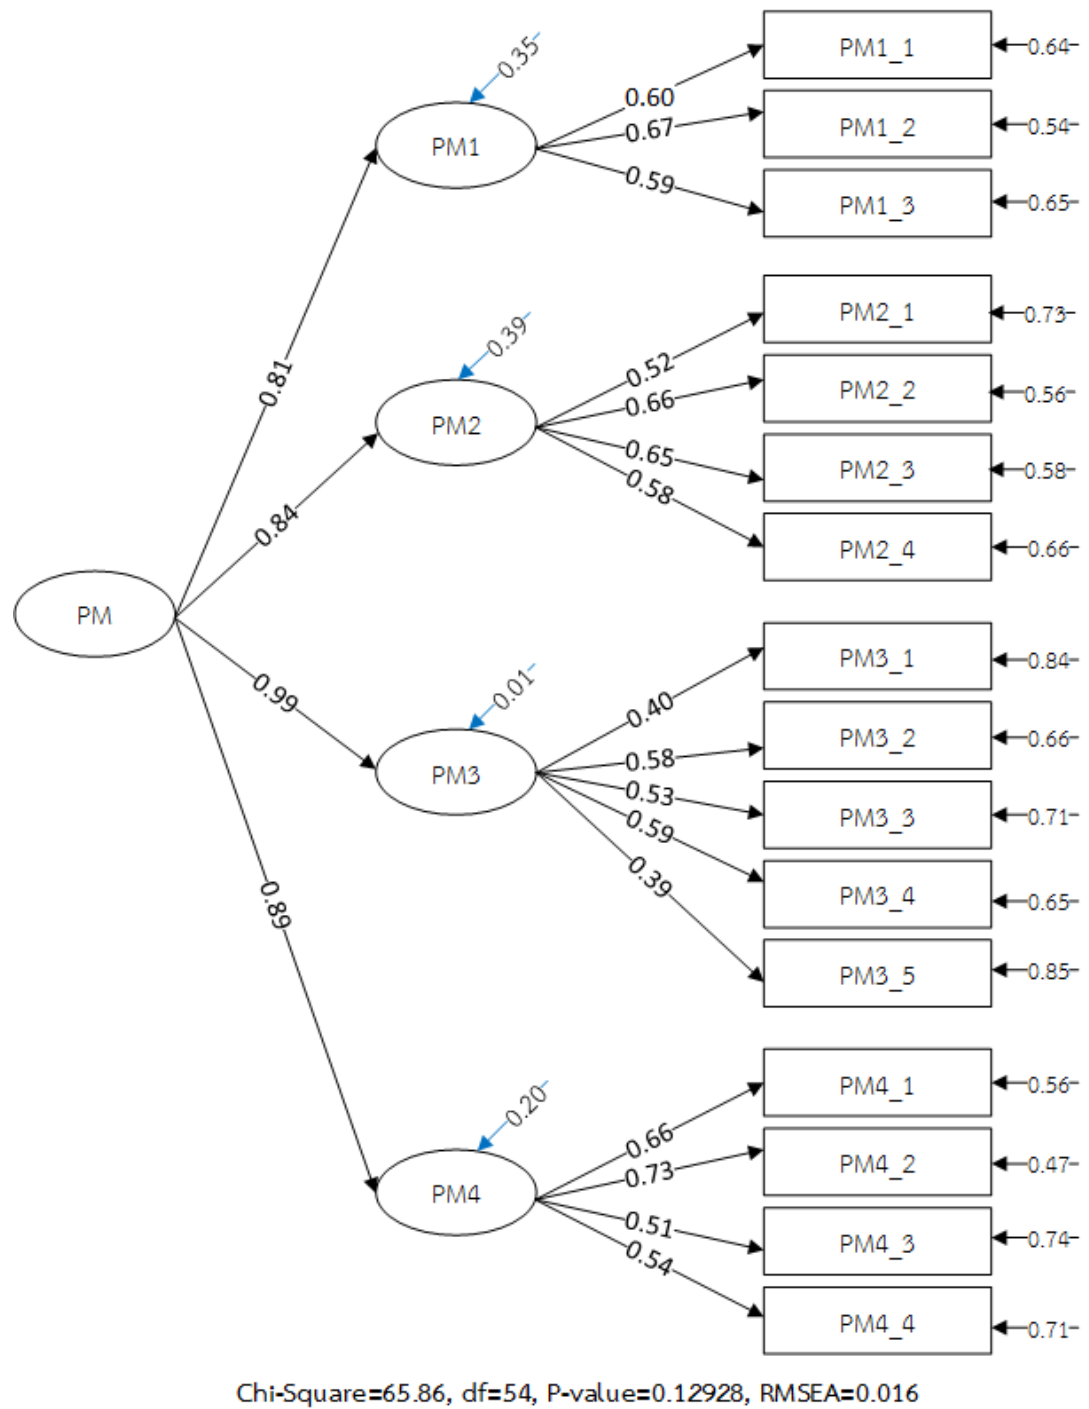 0.35
PM1
0.60
0.67
0.59
PM1_1
0.64
PM1_2
0.54
PM1_3
0.65
0.81
0.39
PM2
0.52
0.66
0.65
0.58
PM2_1
0.73
PM2_2
0.56
PM2_3
0.58
PM2_4
0.66
0.84
PM
0.99
0.01
PM3
0.40
0.58
0.53
0.59
0.39
PM3_1
0.84
PM3_2
0.66
PM3_3
0.71
PM3_4
0.65
PM3_5
0.85
0.89
0.20
PM4
0.66
0.73
0.51
0.54
PM4_1
0.56
PM4_2
0.47
PM4_3
0.74
PM4_4
0.71
Chi-Square=65.86, df=54, P-value=0.12928, RMSEA=0.016